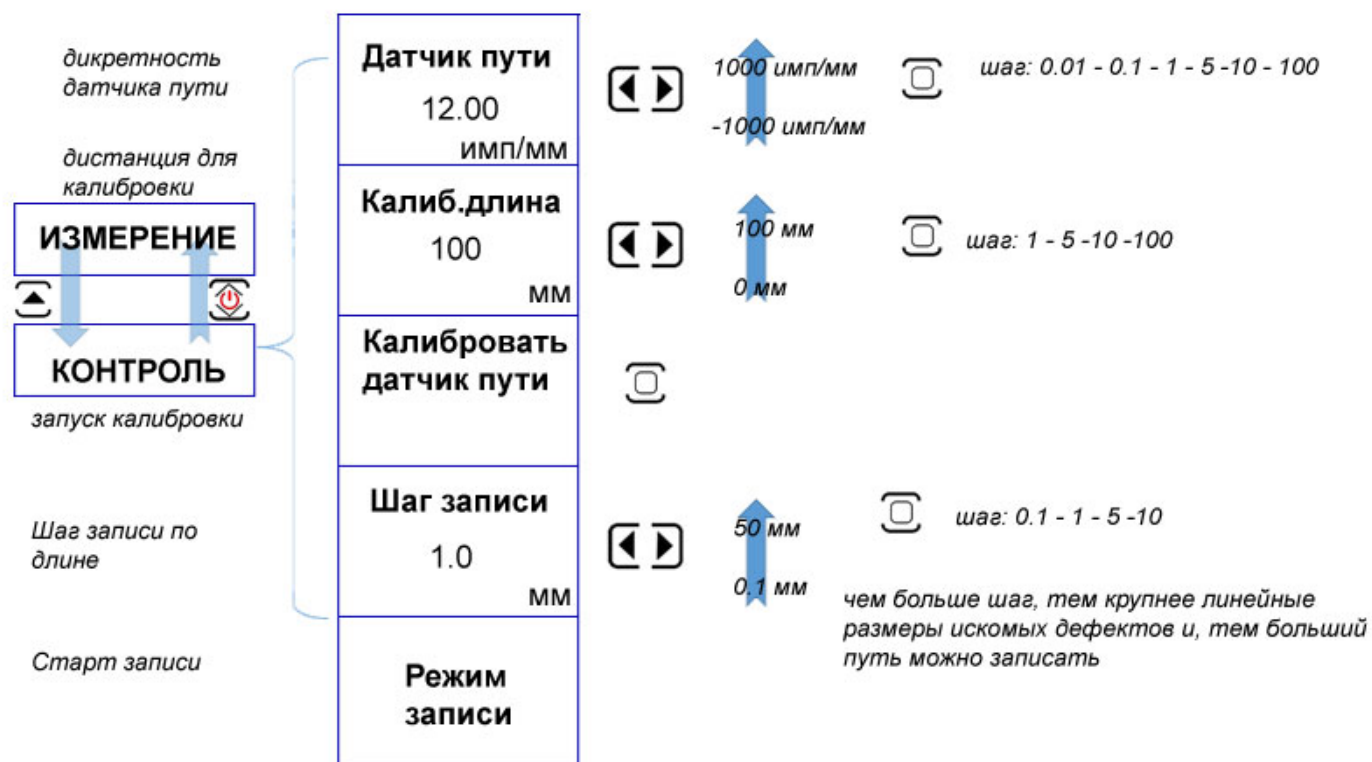 дикретность
датчика пути
дистанция для
калибровки
ИЗМЕРЕНИЕ
КОНТРОЛЬ
запуск калибровки
Шаг записи по
длине
Старт записи
Датчик пути
12.00
имп/мм
Калиб.длина
100
мм
Калибровать
датчик пути
Шаг записи
1.0
мм
Режим
записи
1000 имп/мм
-1000 имп/мм
шаг: 0.01 - 0.1 - 1 - 5 -10 - 100
100 мм
0 мм
шаг: 1 - 5 -10 -100
50 мм
0.1 мм
шаг: 0.1 - 1 - 5 -10
чем больше шаг, тем крупнее линейные
размеры искомых дефектов и, тем больший
путь можно записать